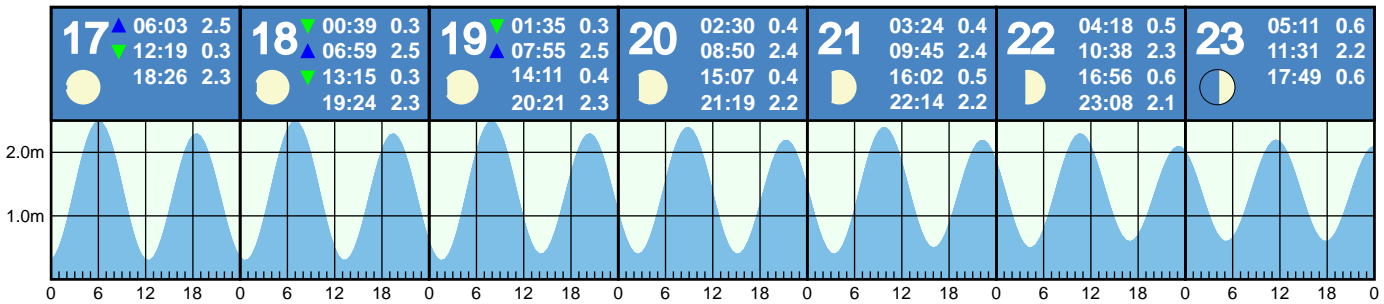 17 ▲ 06:03 2.5
▼ 12:19 0.3
18:26 2.3
18 ▼ 00:39 0.3
▲ 06:59 2.5
▼ 13:15 0.3
19:24 2.3
19 ▼ 01:35 0.3
▲ 07:55 2.5
14:11 0.4
20:21 2.3
20 02:30 0.4
08:50 2.4
15:07 0.4
21:19 2.2
21 03:24 0.4
09:45 2.4
16:02 0.5
22:14 2.2
22 04:18 0.5
10:38 2.3
16:56 0.6
23:08 2.1
23 05:11 0.6
11:31 2.2
17:49 0.6
2.0m
1.0m
0 6 12 18 0 6 12 18 0 6 12 18 0 6 12 18 0 6 12 18 0 6 12 18 0 6 12 18 0